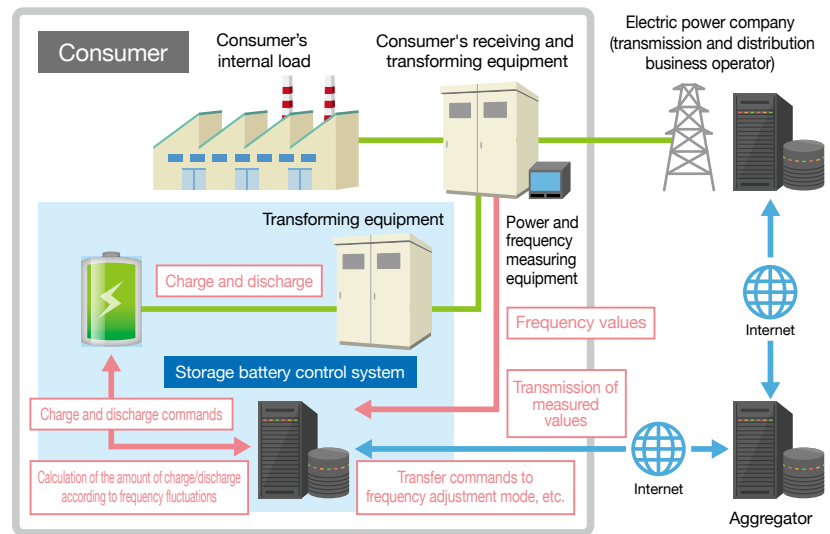 Consumer
Consumer's
internal load
Consumer's receiving and
transforming equipment
Electric power company
(transmission and distribution
business operator)
Transforming equipment
Power and
frequency
measuring
equipment
Charge and discharge
Frequency values
Internet
Storage battery control system
Transmission of
measured
values
Charge and discharge commands
Calculation of the amount of charge/discharge
according to frequency fluctuations
Transfer commands to
frequency adjustment mode, etc.
Internet
Aggregator